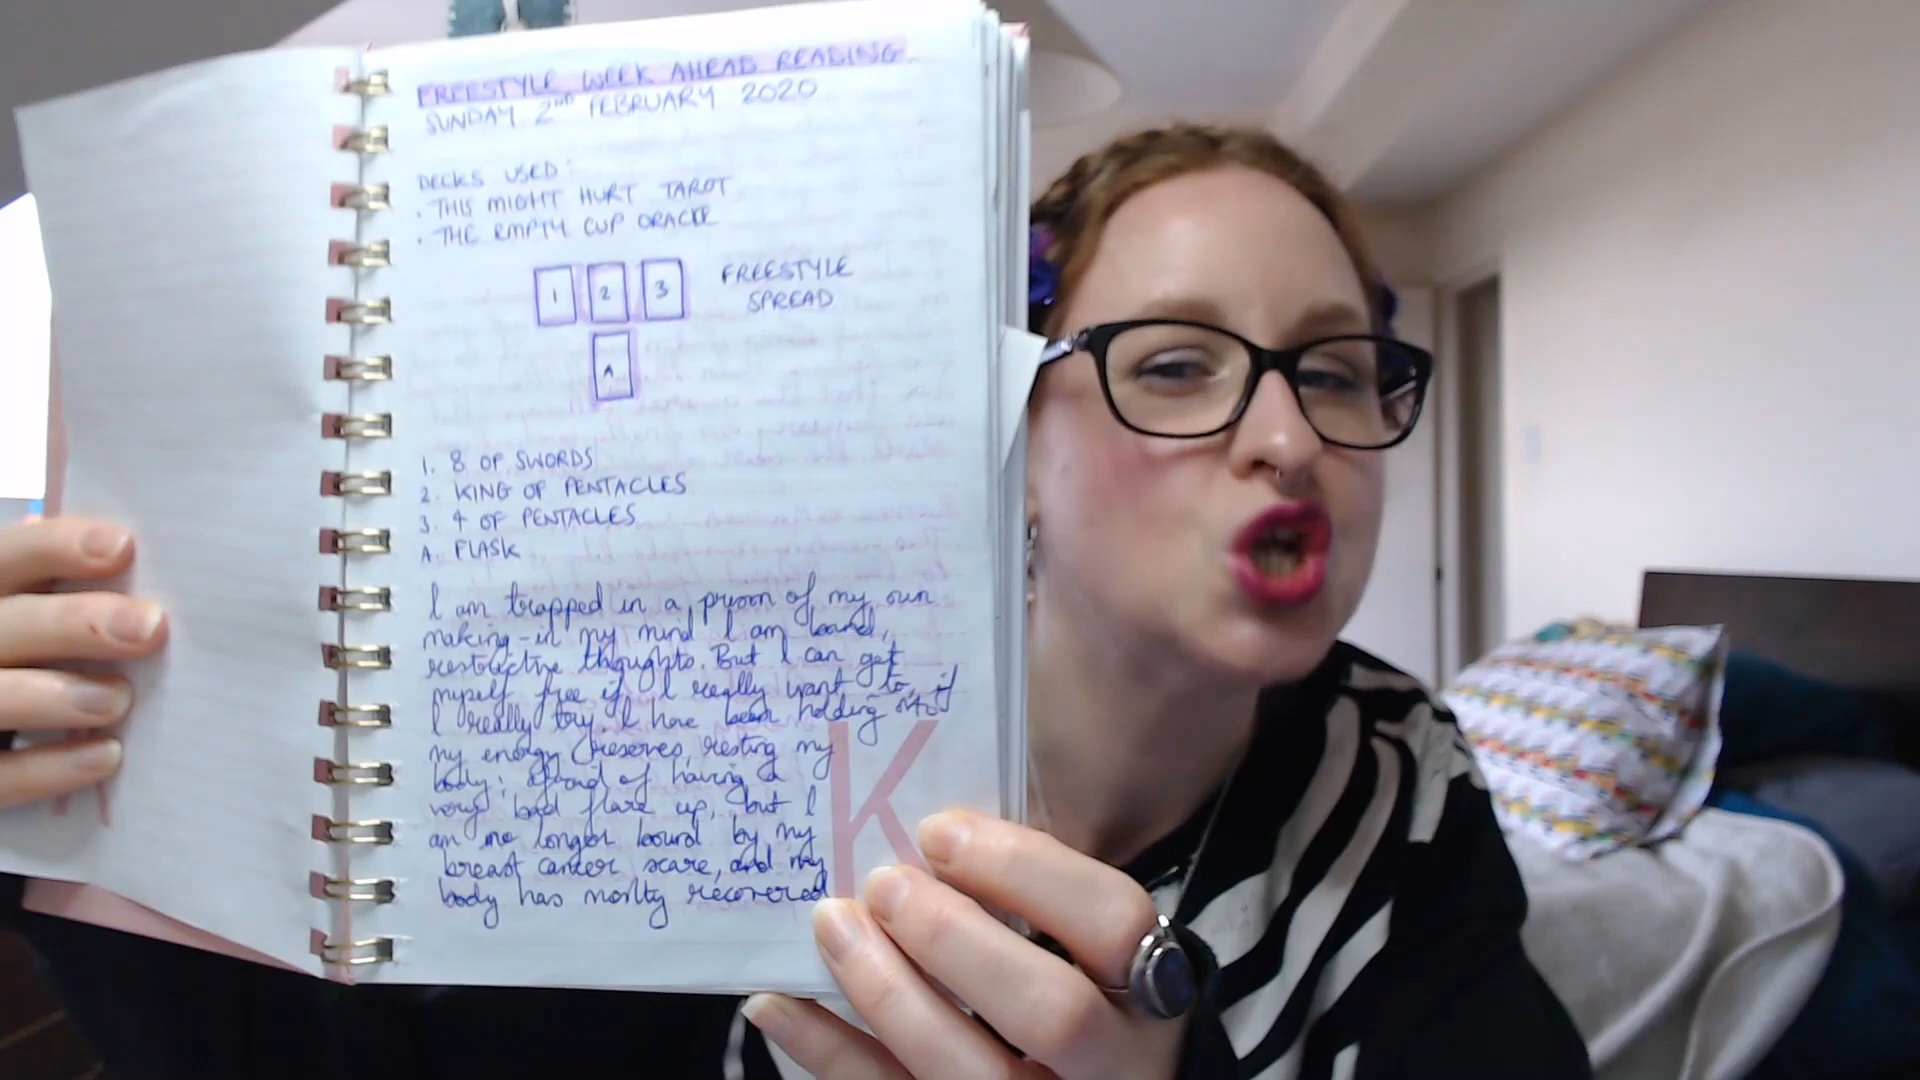 FREESTYLE WEEK AHEAD READING.
SUNDAY 2ND FEBRUARY 2020
DECKS USED:
• THIS MIGHT HURT TAROT
• THE EMPTY CUP ORACLE
1 2 3
FREESTYLE
SPREAD
A
1. 8 OF SWORDS
2. KING OF PENTACLES
3. 4 OF PENTACLES
A. FLASK
I am trapped in a prison of my own
making - in my mind I am bound,
restrictive thoughts. But I can get
myself free if I really want to, if
I really try. I have been holding onto
my energy reserves, resting my
body; afraid of having a
very bad flare up, but I
am no longer bound by my
breast cancer scare, and my
body has mostly recovered
K